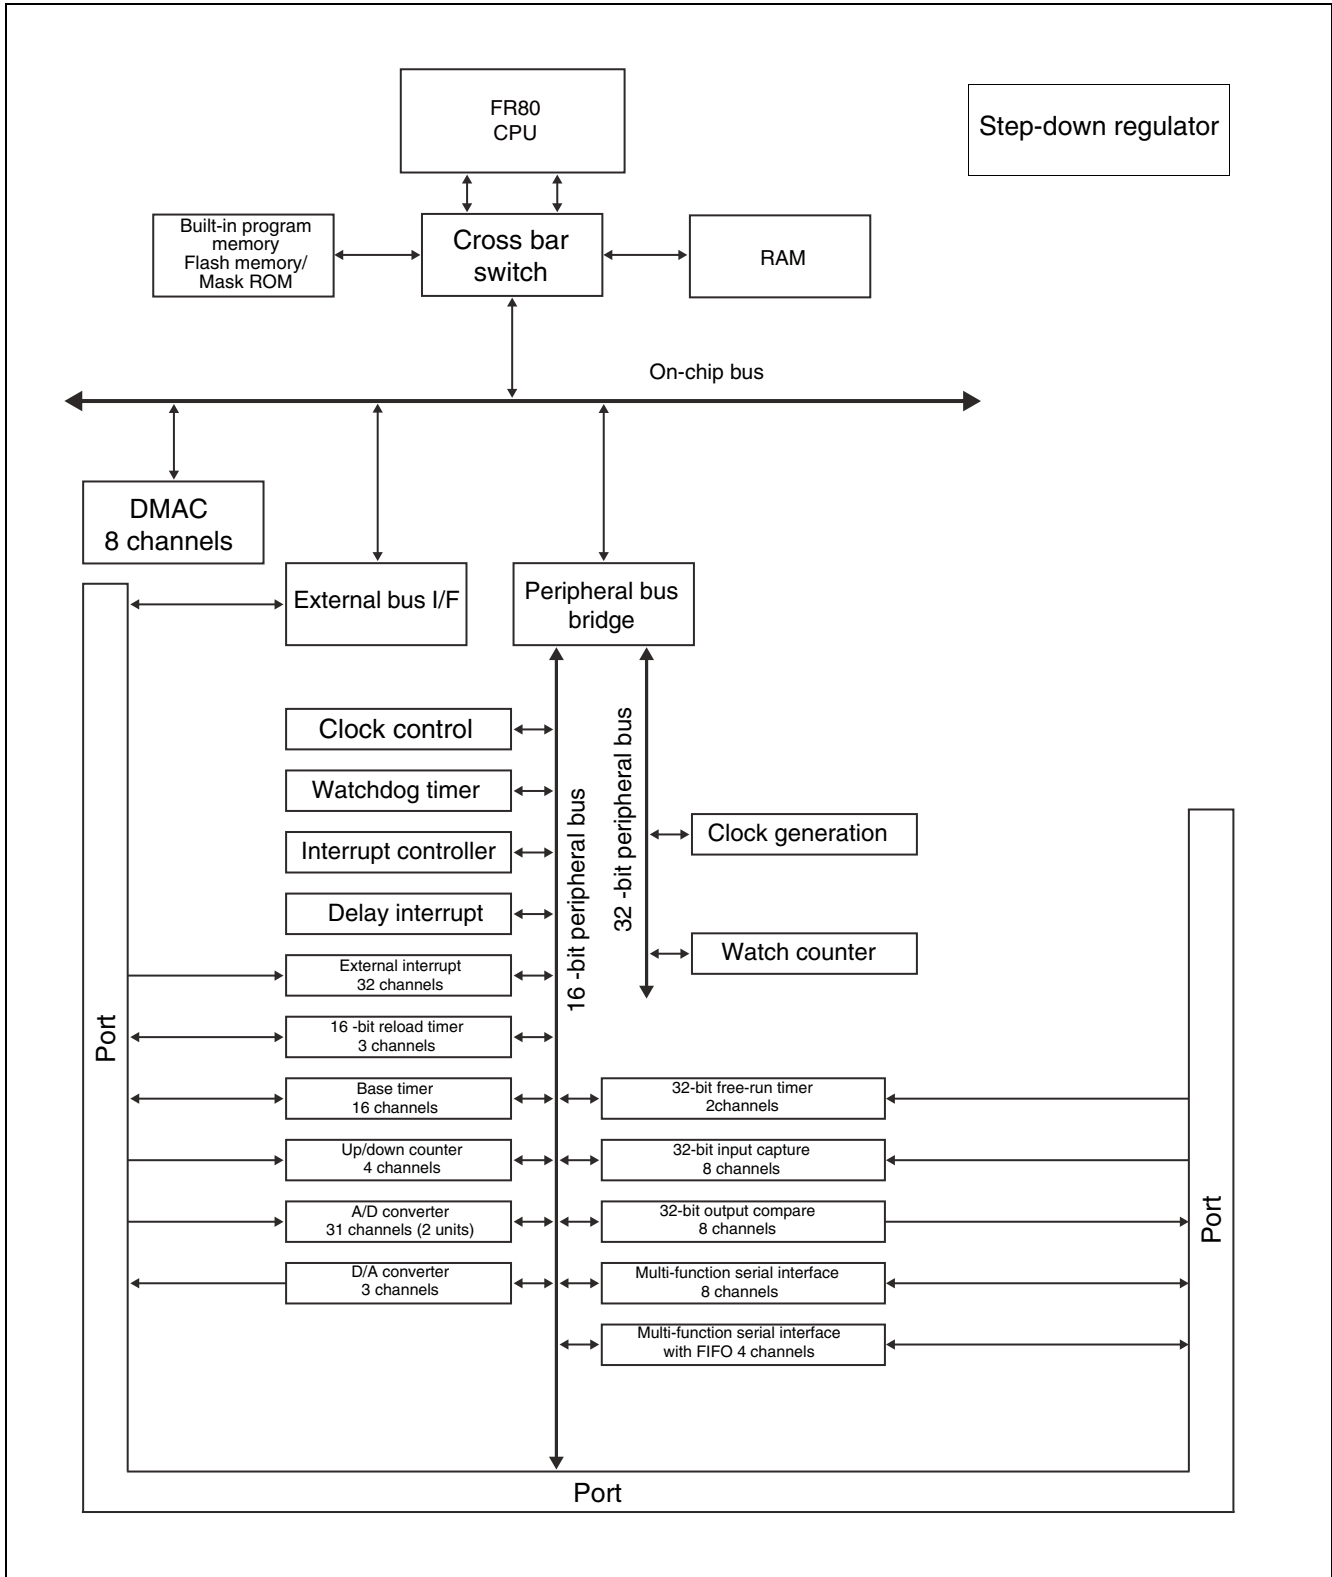 FR80
CPU
Step-down regulator
Built-in program
memory
Flash memory/
Mask ROM
Cross bar
switch
RAM
On-chip bus
DMAC
8 channels
External bus I/F
Peripheral bus
bridge
Clock control
Watchdog timer
Interrupt controller
Delay interrupt
External interrupt
32 channels
16 -bit reload timer
3 channels
Base timer
16 channels
Up/down counter
4 channels
A/D converter
31 channels (2 units)
D/A converter
3 channels
16 -bit peripheral bus
32 -bit peripheral bus
Clock generation
Watch counter
32-bit free-run timer
2channels
32-bit input capture
8 channels
32-bit output compare
8 channels
Multi-function serial interface
8 channels
Multi-function serial interface
with FIFO 4 channels
Port
Port
Port